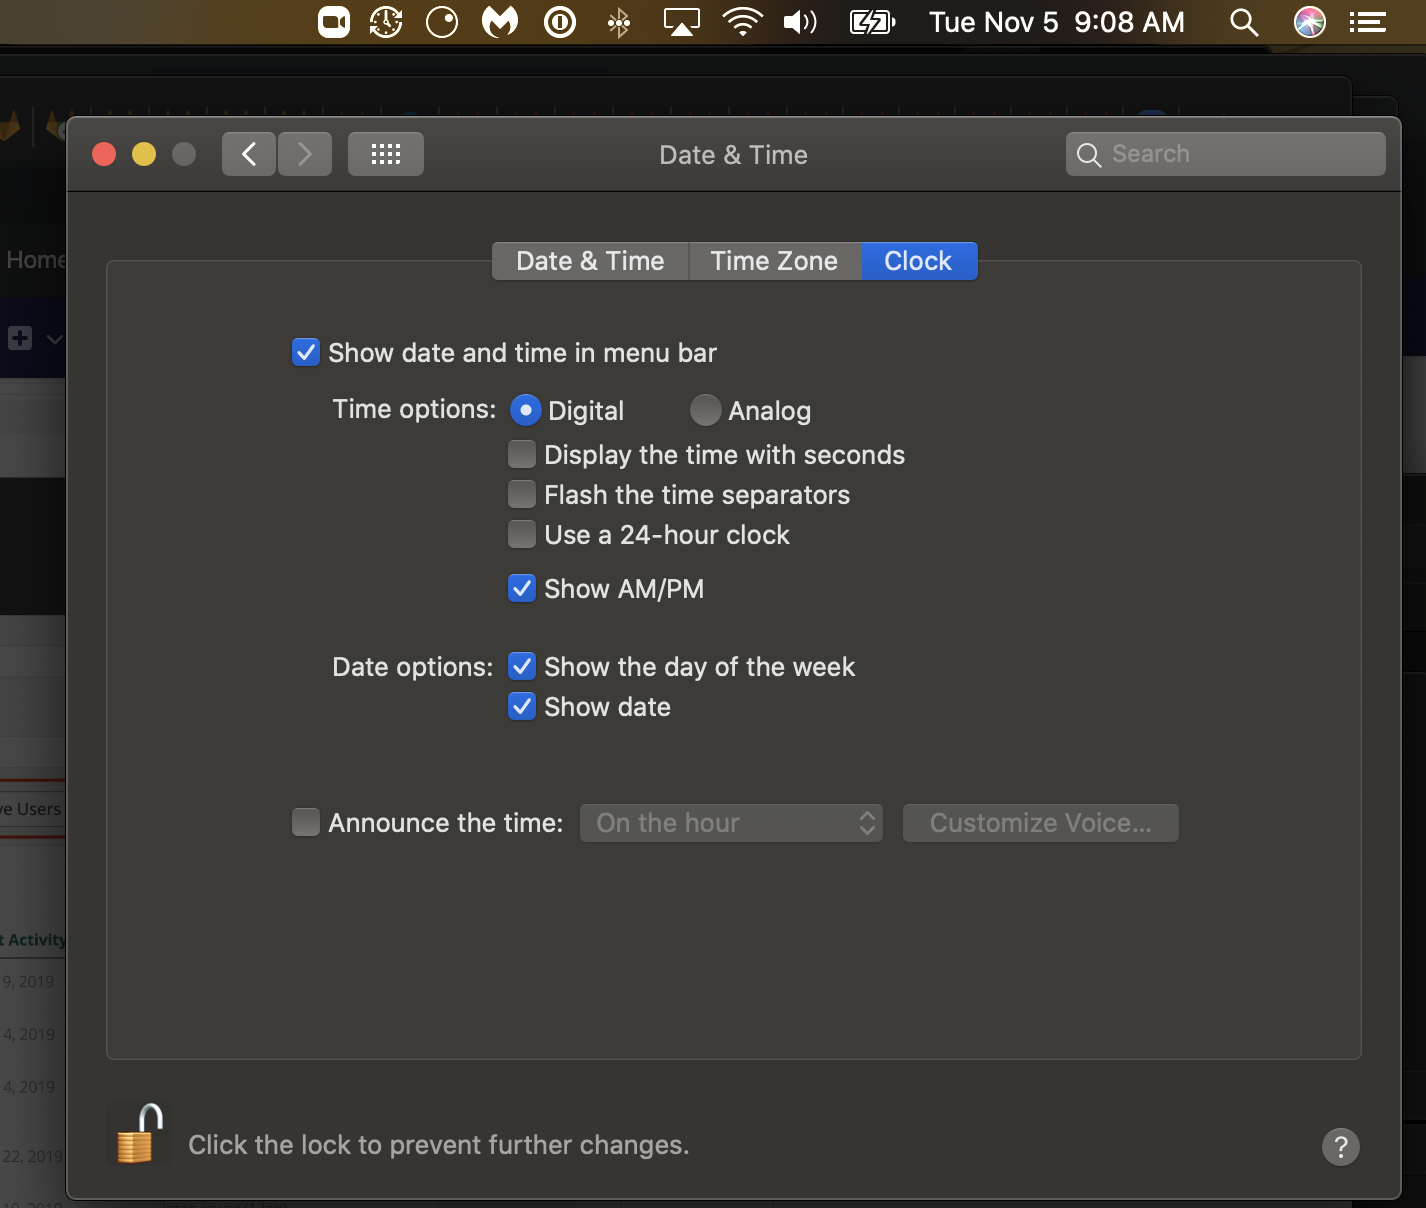 Tue Nov 5 9:08 AM
Date & Time
Search
Home
Date & Time
Time Zone
Clock
Show date and time in menu bar
Time options:
Digital
Analog
Display the time with seconds
Flash the time separators
Use a 24-hour clock
Show AM/PM
Date options:
Show the day of the week
Show date
ve Users
Announce the time:
On the hour
Customize Voice...
t Activity
9, 2019
4, 2019
4, 2019
22, 2019
Click the lock to prevent further changes.
?